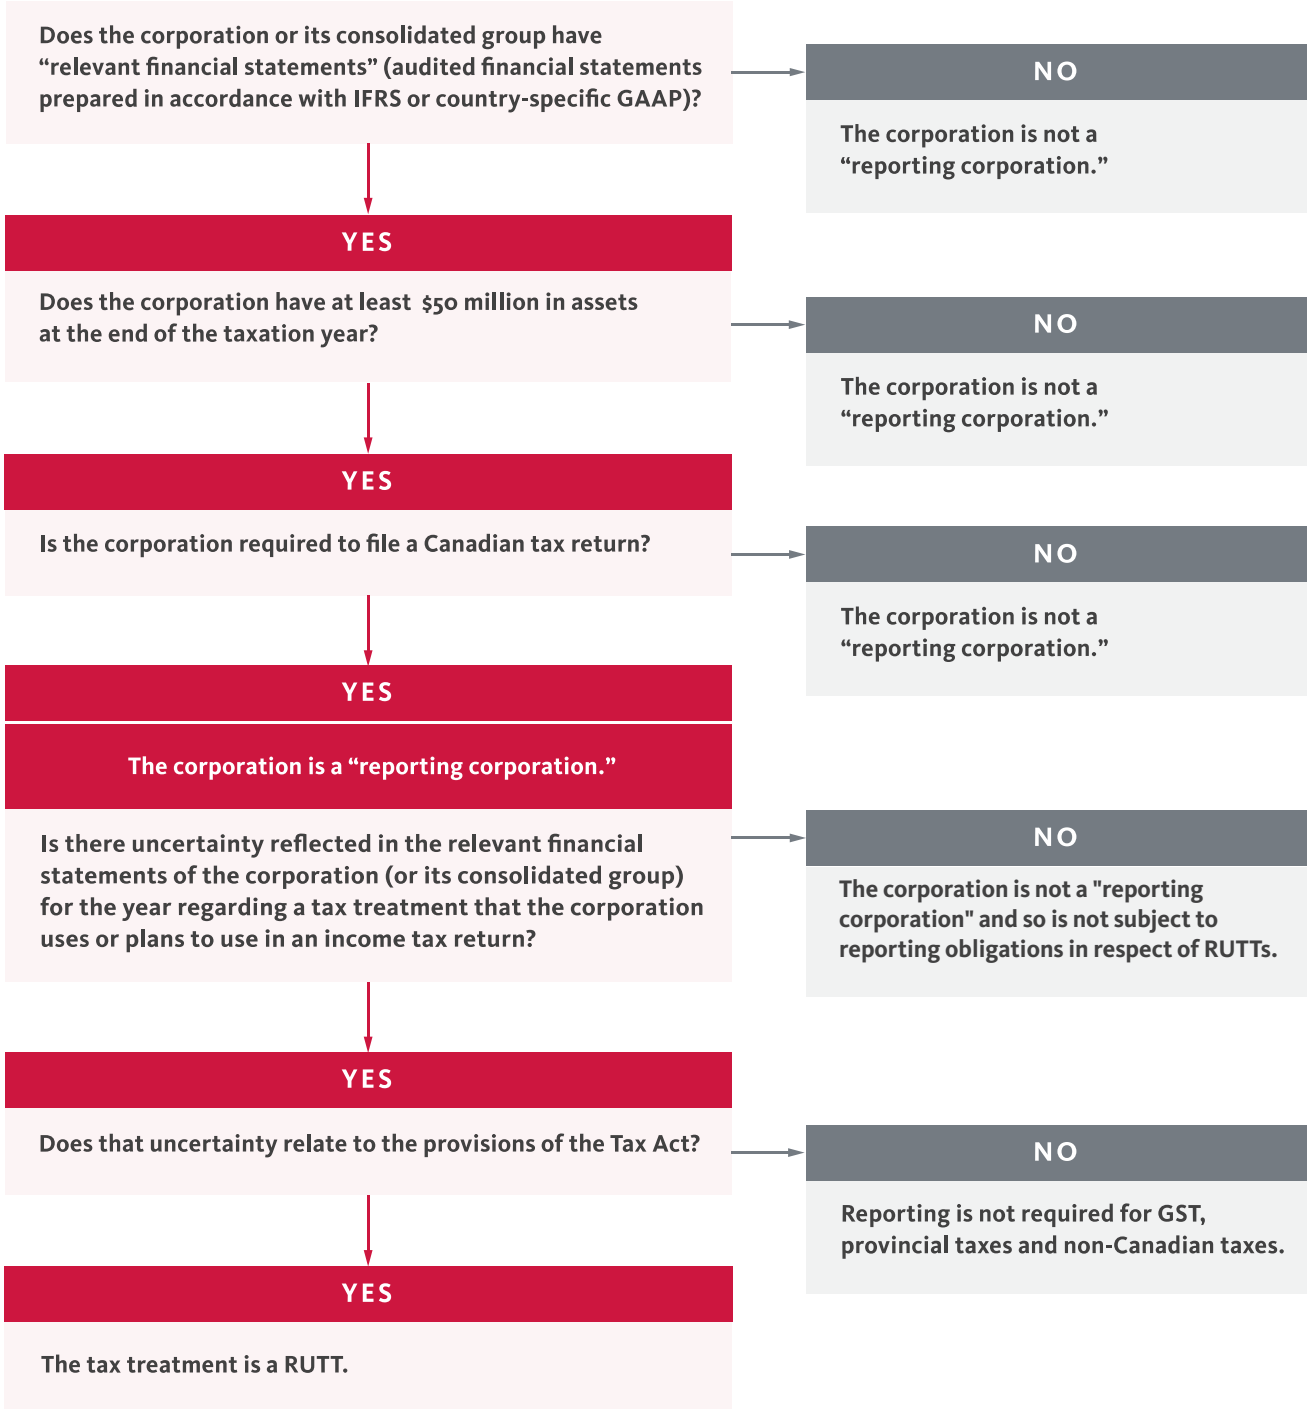 Does the corporation or its consolidated group have
“relevant financial statements” (audited financial statements
prepared in accordance with IFRS or country-specific GAAP)?
NO
The corporation is not a
“reporting corporation.”
YES
Does the corporation have at least $50 million in assets
at the end of the taxation year?
NO
The corporation is not a
“reporting corporation.”
YES
Is the corporation required to file a Canadian tax return?
NO
The corporation is not a
“reporting corporation.”
YES
The corporation is a “reporting corporation.”
Is there uncertainty reflected in the relevant financial
statements of the corporation (or its consolidated group)
for the year regarding a tax treatment that the corporation
uses or plans to use in an income tax return?
NO
The corporation is not a "reporting
corporation" and so is not subject to
reporting obligations in respect of RUTTs.
YES
Does that uncertainty relate to the provisions of the Tax Act?
NO
Reporting is not required for GST,
provincial taxes and non-Canadian taxes.
YES
The tax treatment is a RUTT.